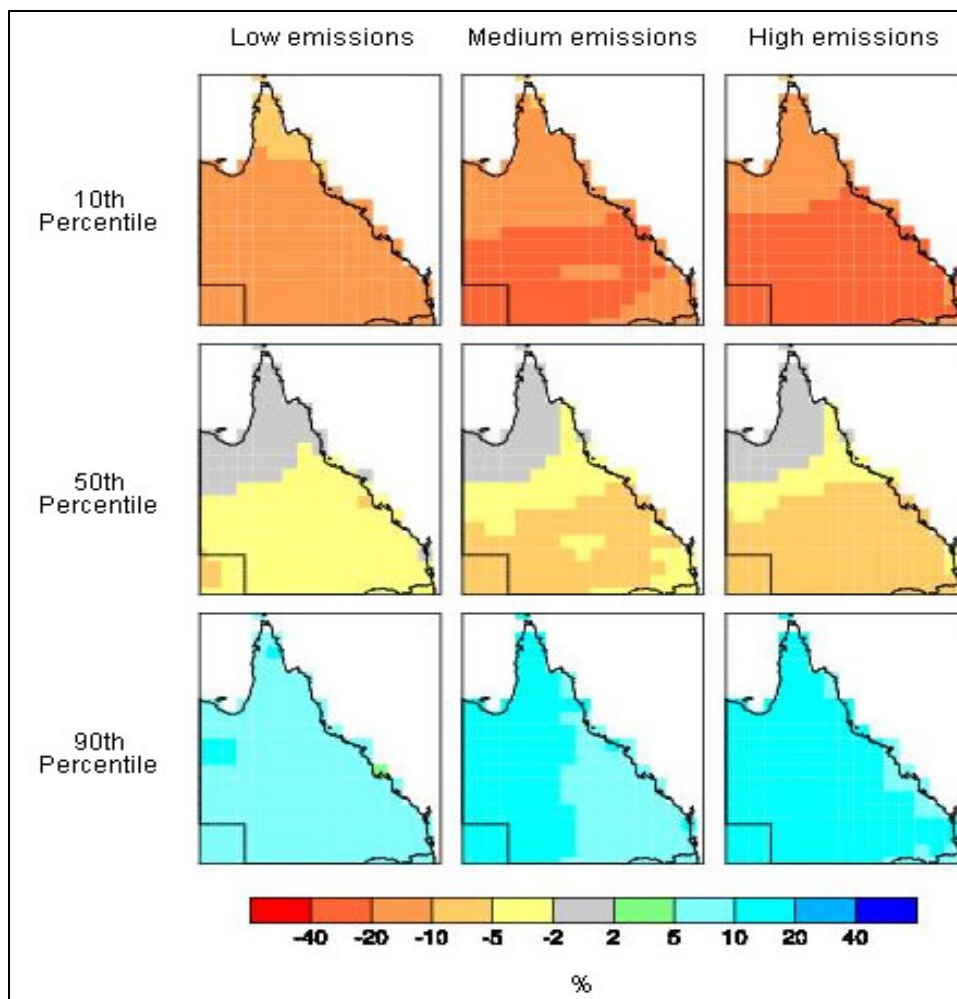 Low emissions Medium emissions High emissions
10th
Percentile
50th
Percentile
90th
Percentile
-40 -20 -10 -5 -2 2 5 10 20 40
%